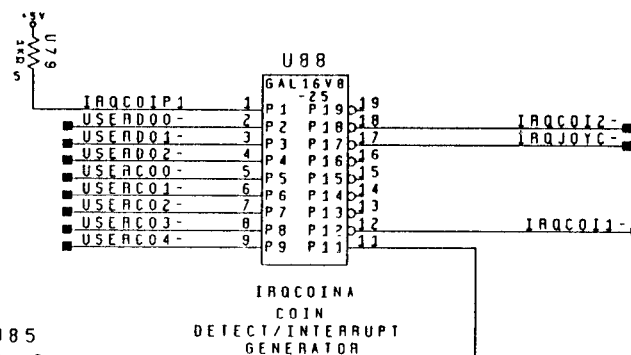 +5V
U79
1KΩ
5
U88
GAL16V8
-25
IRQCOIP1 1 P1 P19 19
USERD00- 2 P2 P18 18 IRQCOI2-
USERD01- 3 P3 P17 17 IRQJOYC-
USERD02- 4 P4 P16 16
USERC00- 5 P5 P15 15
USERC01- 6 P6 P14 14
USERC02- 7 P7 P13 13
USERC03- 8 P8 P12 12 IRQCOI1-
USERC04- 9 P9 P11 11
IRQCOINA
COIN
DETECT/INTERRUPT
GENERATOR
U85